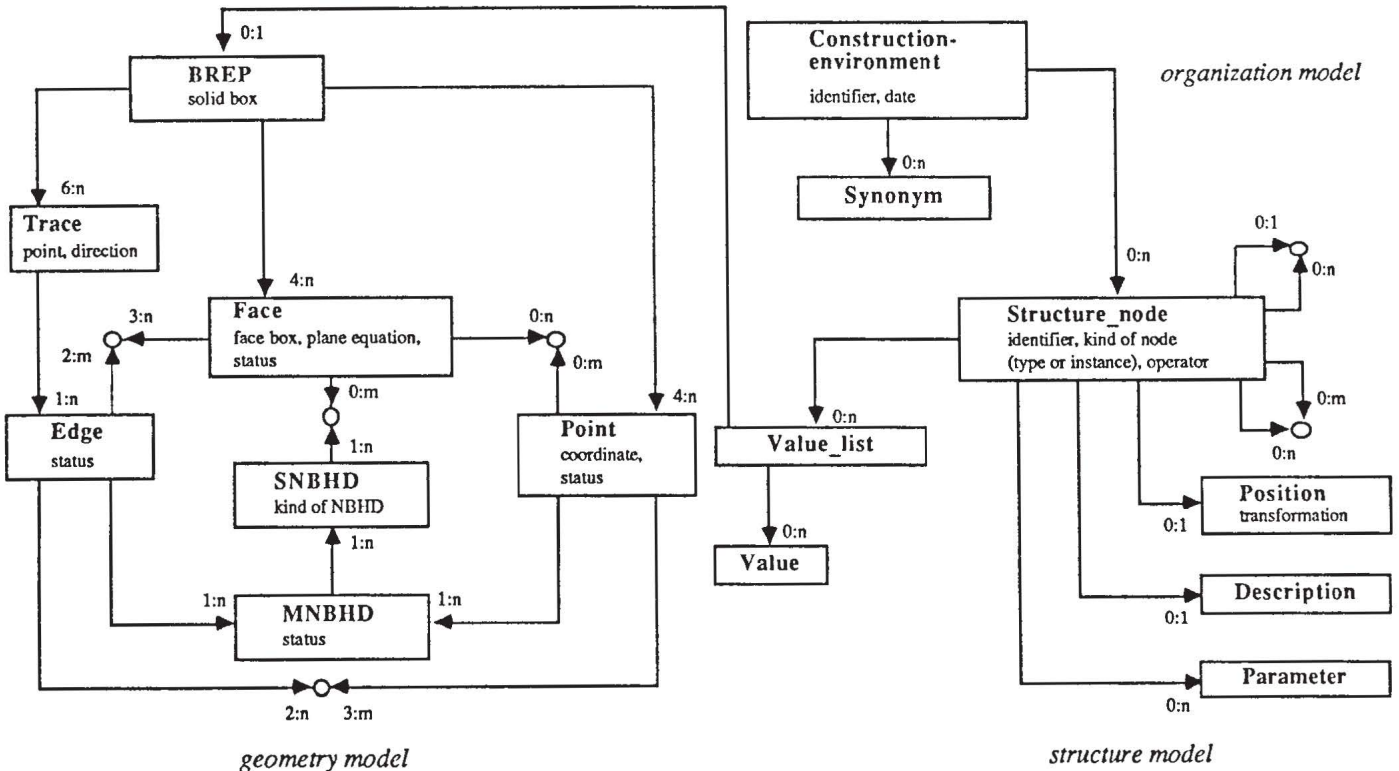 0:1
BREP
solid box
Construction-
environment
identifier, date
organization model
6:n
0:n
Synonym
Trace
point, direction
4:n
0:n
0:1
0:n
Face
face box, plane equation,
status
3:n
2:m
0:n
0:m
Structure_node
identifier, kind of node
(type or instance), operator
1:n
0:m
4:n
0:n
0:m
0:n
Edge
status
Point
coordinate,
status
Value_list
1:n
SNBHD
kind of NBHD
Position
transformation
0:1
0:n
Value
1:n
1:n
1:n
MNBHD
status
Description
0:1
Parameter
0:n
2:n
3:m
geometry model
structure model